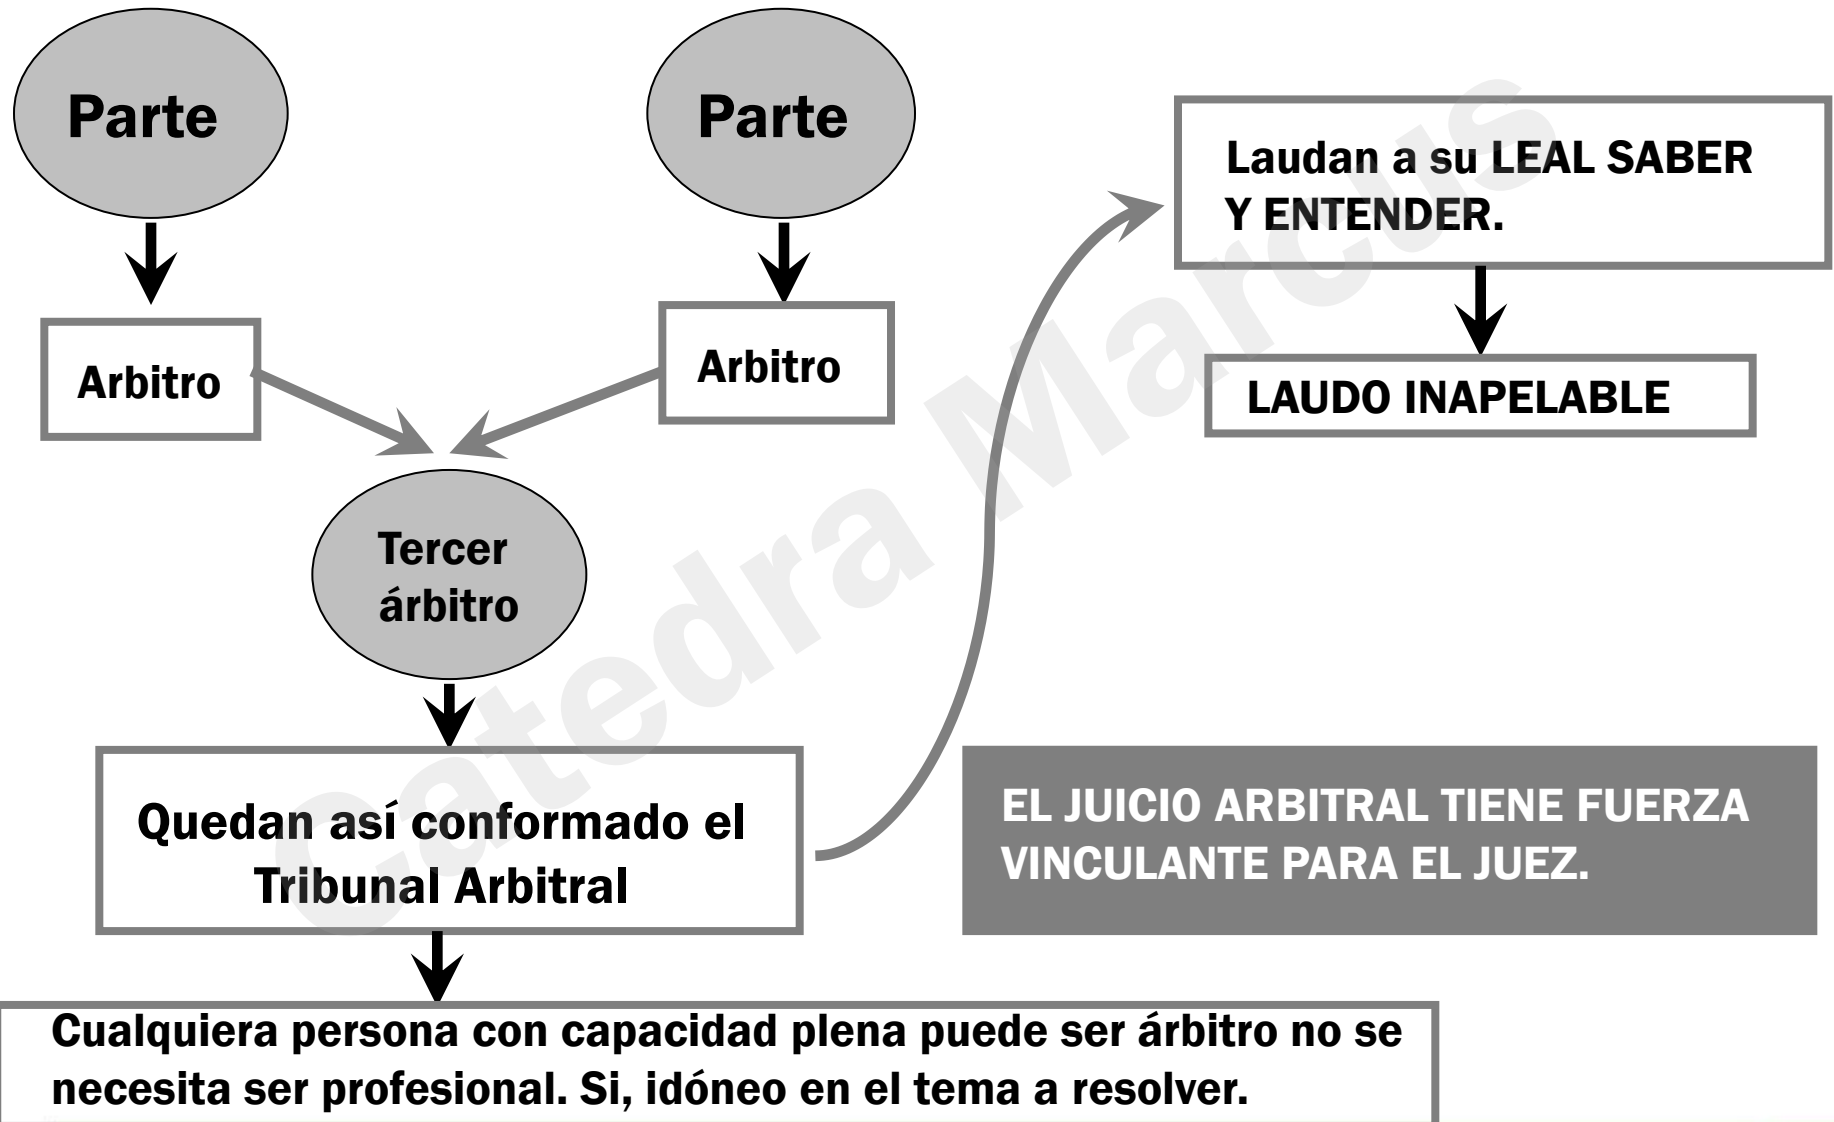 Parte
Parte
Arbitro
Arbitro
Tercer
árbitro
Quedan así conformado el
Tribunal Arbitral
Cualquiera persona con capacidad plena puede ser árbitro no se
necesita ser profesional. Si, idóneo en el tema a resolver.
Laudan a su LEAL SABER
Y ENTENDER.
LAUDO INAPELABLE
EL JUICIO ARBITRAL TIENE FUERZA
VINCULANTE PARA EL JUEZ.
Catedra Marcus